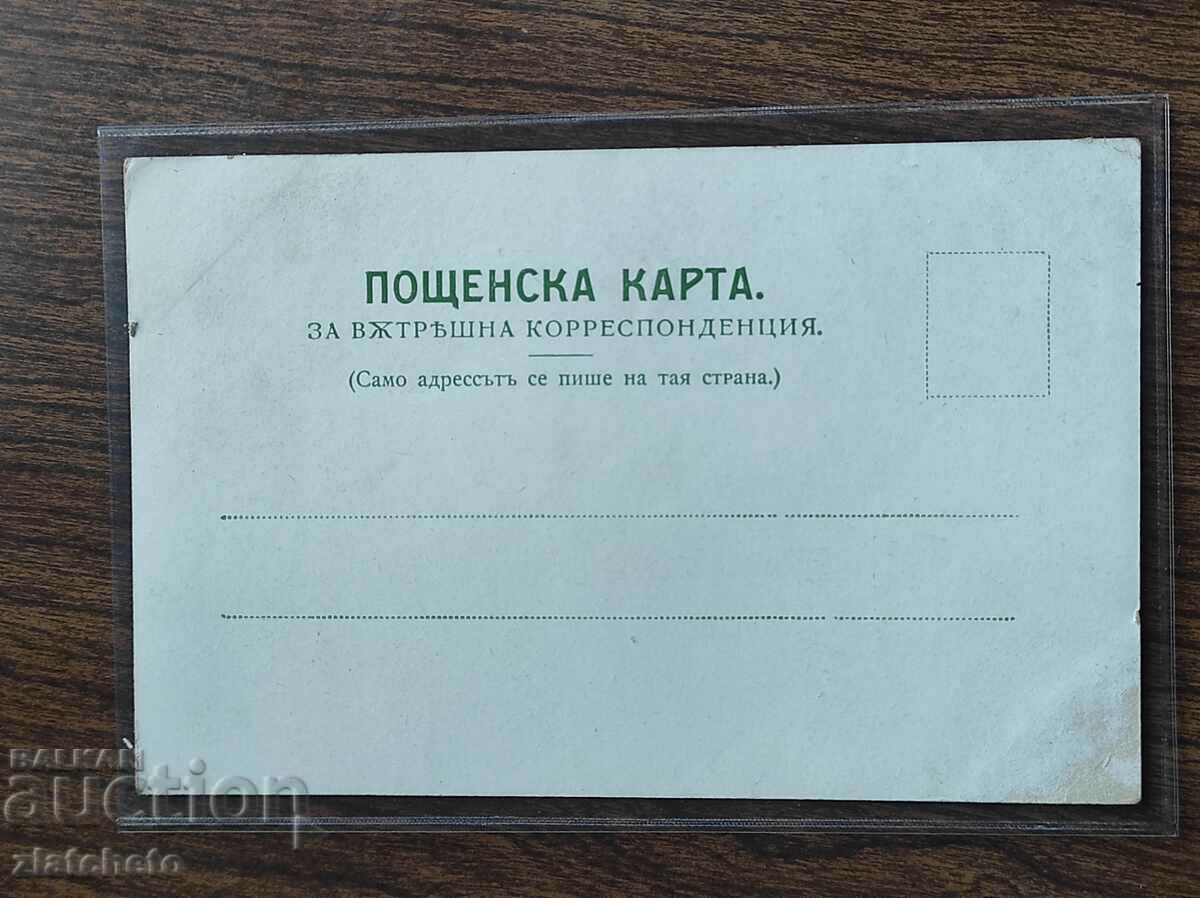 ПОЩЕНСКА КАРТА.
ЗА ВѪТРѢШНА КОРРЕСПОНДЕНЦИЯ.
(Само адрессътъ се пише на тая страна.)
BALKAN
auction
zlatcheto